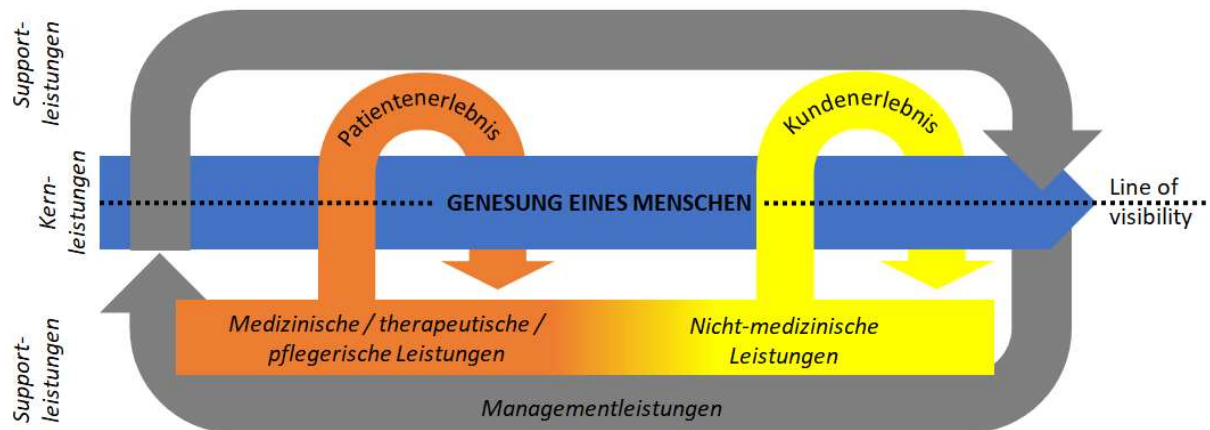 Support-
leistungen
Patientenerlebnis
Kundenerlebnis
Kern-
leistungen
GENESUNG EINES MENSCHEN
Line of
visibility
Support-
leistungen
Medizinische / therapeutische /
pflegerische Leistungen
Nicht-medizinische
Leistungen
Managementleistungen